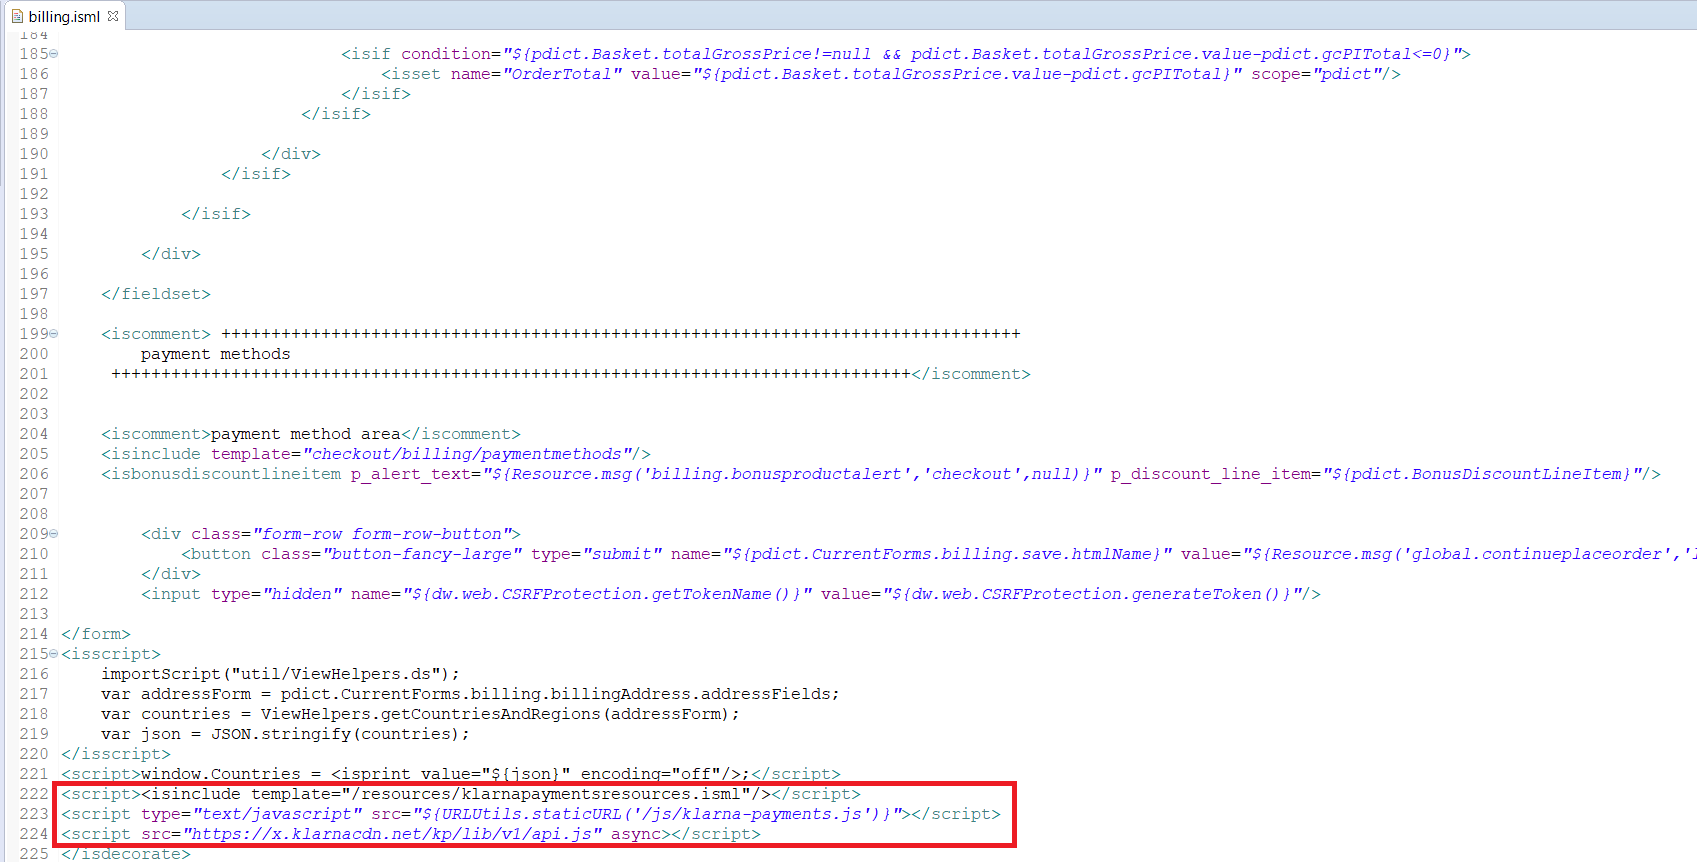 billing.isml
184
185 <isif condition="${pdict.Basket.totalGrossPrice!=null && pdict.Basket.totalGrossPrice.value-pdict.gcPITotal<=0}">
186 <isset name="OrderTotal" value="${pdict.Basket.totalGrossPrice.value-pdict.gcPITotal}" scope="pdict"/>
187 </isif>
188 </isif>
189
190 </div>
191 </isif>
192
193 </isif>
194
195 </div>
196
197 </fieldset>
198
199 <iscomment> ++++++++++++++++++++++++++++++++++++++++++++++++++++++++++++++++++++++++++++++++
200 payment methods
201 ++++++++++++++++++++++++++++++++++++++++++++++++++++++++++++++++++++++++++++++++</iscomment>
202
203
204 <iscomment>payment method area</iscomment>
205 <isinclude template="checkout/billing/paymentmethods"/>
206 <isbonusdiscountlineitem p_alert_text="${Resource.msg('billing.bonusproductalert','checkout',null)}" p_discount_line_item="${pdict.BonusDiscountLineItem}"/>
207
208
209 <div class="form-row form-row-button">
210 <button class="button-fancy-large" type="submit" name="${pdict.CurrentForms.billing.save.htmlName}" value="${Resource.msg('global.continueplaceorder','
211 </div>
212 <input type="hidden" name="${dw.web.CSRFProtection.getTokenName()}" value="${dw.web.CSRFProtection.generateToken()}"/>
213
214 </form>
215 <isscript>
216 importScript("util/ViewHelpers.ds");
217 var addressForm = pdict.CurrentForms.billing.billingAddress.addressFields;
218 var countries = ViewHelpers.getCountriesAndRegions(addressForm);
219 var json = JSON.stringify(countries);
220 </isscript>
221 <script>window.Countries = <isprint value="${json}" encoding="off"/>;</script>
222 <script><isinclude template="/resources/klarnapaymentsresources.isml"/></script>
223 <script type="text/javascript" src="${URLUtils.staticURL('/js/klarna-payments.js')}"></script>
224 <script src="https://x.klarnacdn.net/kp/lib/v1/api.js" async></script>
225 </isdecorate>